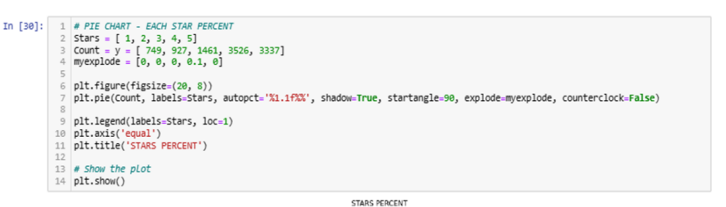 In [30]:
1 # PIE CHART - EACH STAR PERCENT
2 Stars = [ 1, 2, 3, 4, 5]
3 Count = y = [ 749, 927, 1461, 3526, 3337]
4 myexplode = [0, 0, 0, 0.1, 0]
5
6 plt.figure(figsize=(20, 8))
7 plt.pie(Count, labels=Stars, autopct='%1.1f%%', shadow=True, startangle=90, explode=myexplode, counterclock=False)
8
9 plt.legend(labels=Stars, loc=1)
10 plt.axis('equal')
11 plt.title('STARS PERCENT')
12
13 # Show the plot
14 plt.show()
STARS PERCENT